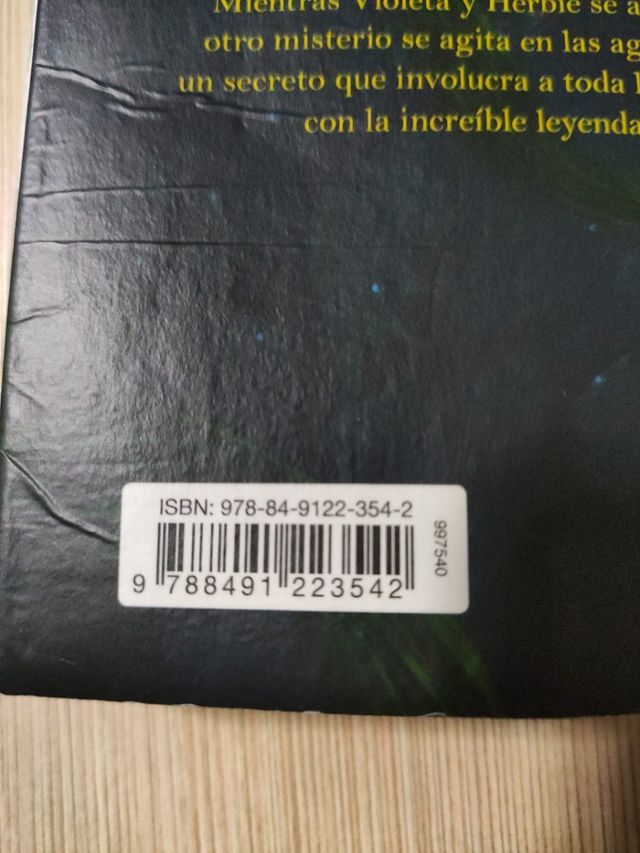 Mientras Violeta y Herbie se a
otro misterio se agita en las ag
un secreto que involucra a toda
con la increíble leyenda
ISBN: 978-84-9122-354-2
997540
9 788491 223542